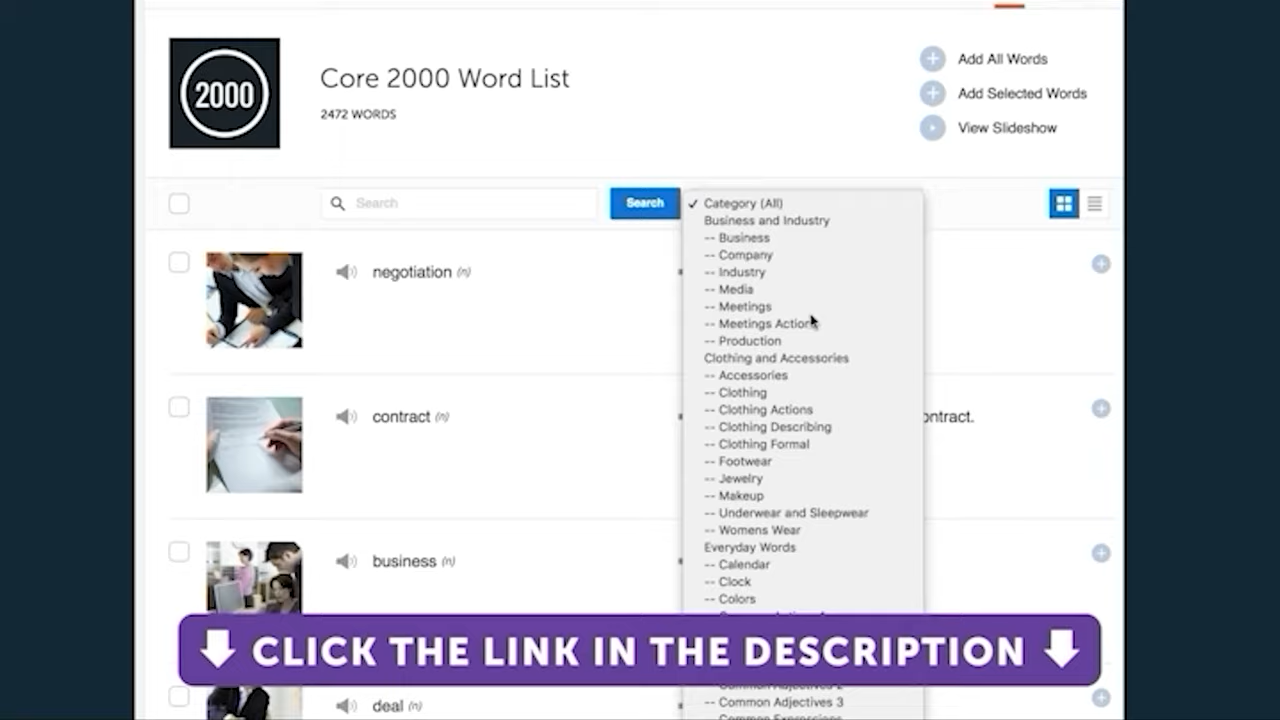 2000
Core 2000 Word List
2472 WORDS
Add All Words
Add Selected Words
View Slideshow
Search
Search
✓ Category (All)
Business and Industry
-- Business
-- Company
-- Industry
-- Media
-- Meetings
-- Meetings Actions
-- Production
Clothing and Accessories
-- Accessories
-- Clothing
-- Clothing Actions
-- Clothing Describing
-- Clothing Formal
-- Footwear
-- Jewelry
-- Makeup
-- Underwear and Sleepwear
-- Womens Wear
Everyday Words
-- Calendar
-- Clock
-- Colors
-- Common Adjectives 3
negotiation (n)
contract (n)
ontract.
business (n)
deal (n)
CLICK THE LINK IN THE DESCRIPTION